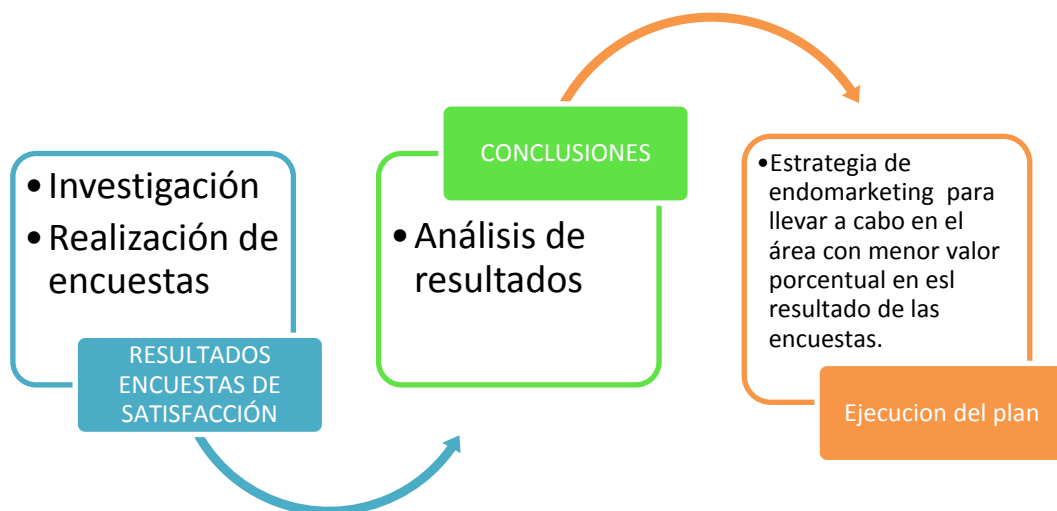 • Investigación
• Realización de
encuestas
RESULTADOS
ENCUESTAS DE
SATISFACCIÓN
CONCLUSIONES
• Análisis de
resultados
•Estrategia de
endomarketing para
llevar a cabo en el
área con menor valor
porcentual en esl
resultado de las
encuestas.
Ejecucion del plan